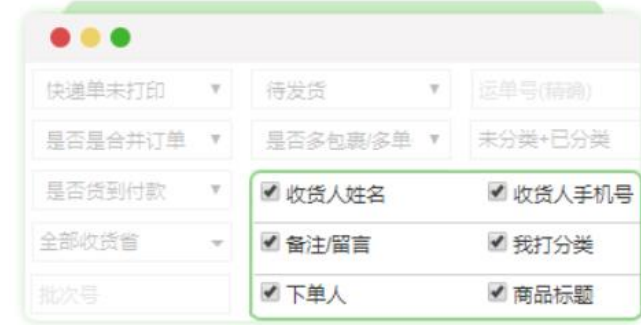 快递单未打印 待发货 运单号(精确)
是否是合并订单 是否多包裹/多单 未分类+已分类
是否货到付款 收货人姓名 收货人手机号
全部收货省 备注/留言 我打分类
批次号 下单人 商品标题